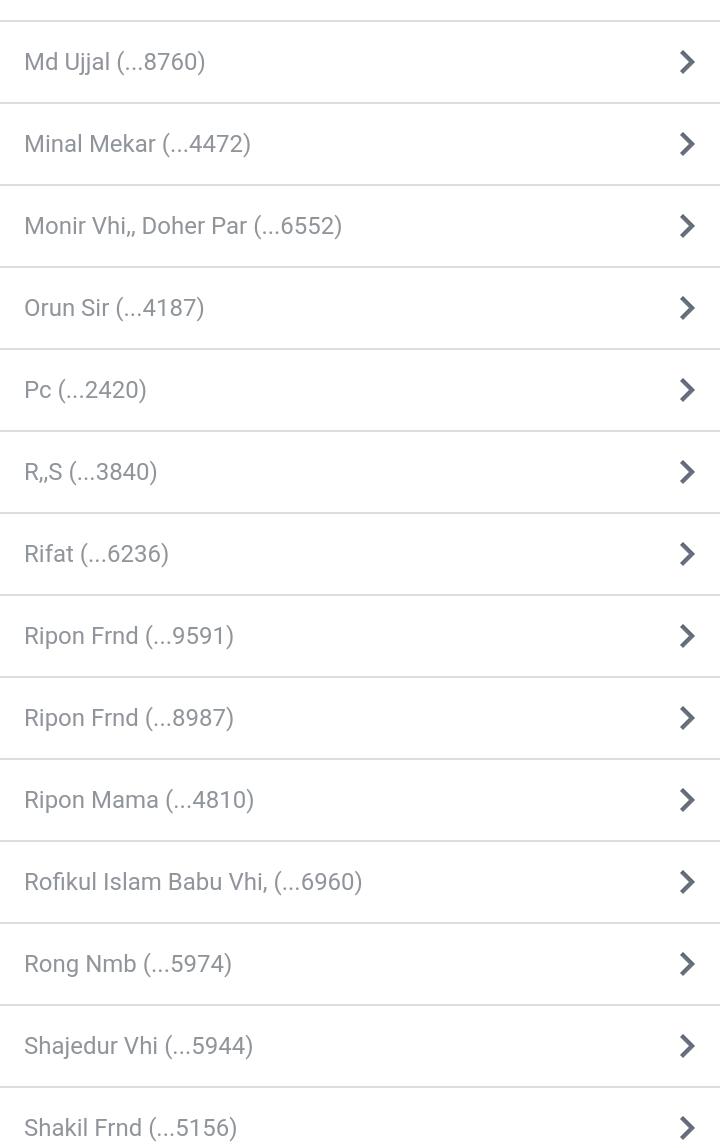 Md Ujjal (...8760)
Minal Mekar (...4472)
Monir Vhi,, Doher Par (...6552)
Orun Sir (...4187)
Pc (...2420)
R,,S (...3840)
Rifat (...6236)
Ripon Frnd (...9591)
Ripon Frnd (...8987)
Ripon Mama (...4810)
Rofikul Islam Babu Vhi, (...6960)
Rong Nmb (...5974)
Shajedur Vhi (...5944)
Shakil Frnd (...5156)